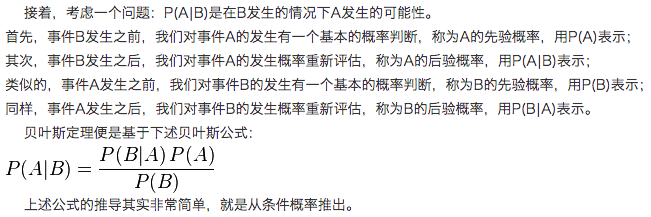 接着，考虑一个问题：P(A|B)是在B发生的情况下A发生的可能性。
首先，事件B发生之前，我们对事件A的发生有一个基本的概率判断，称为A的先验概率，用P(A)表示；
其次，事件B发生之后，我们对事件A的发生概率重新评估，称为A的后验概率，用P(A|B)表示；
类似的，事件A发生之前，我们对事件B的发生有一个基本的概率判断，称为B的先验概率，用P(B)表示；
同样，事件A发生之后，我们对事件B的发生概率重新评估，称为B的后验概率，用P(B|A)表示。
贝叶斯定理便是基于下述贝叶斯公式：
P(A|B) = P(B|A) P(A) / P(B)
上述公式的推导其实非常简单，就是从条件概率推出。